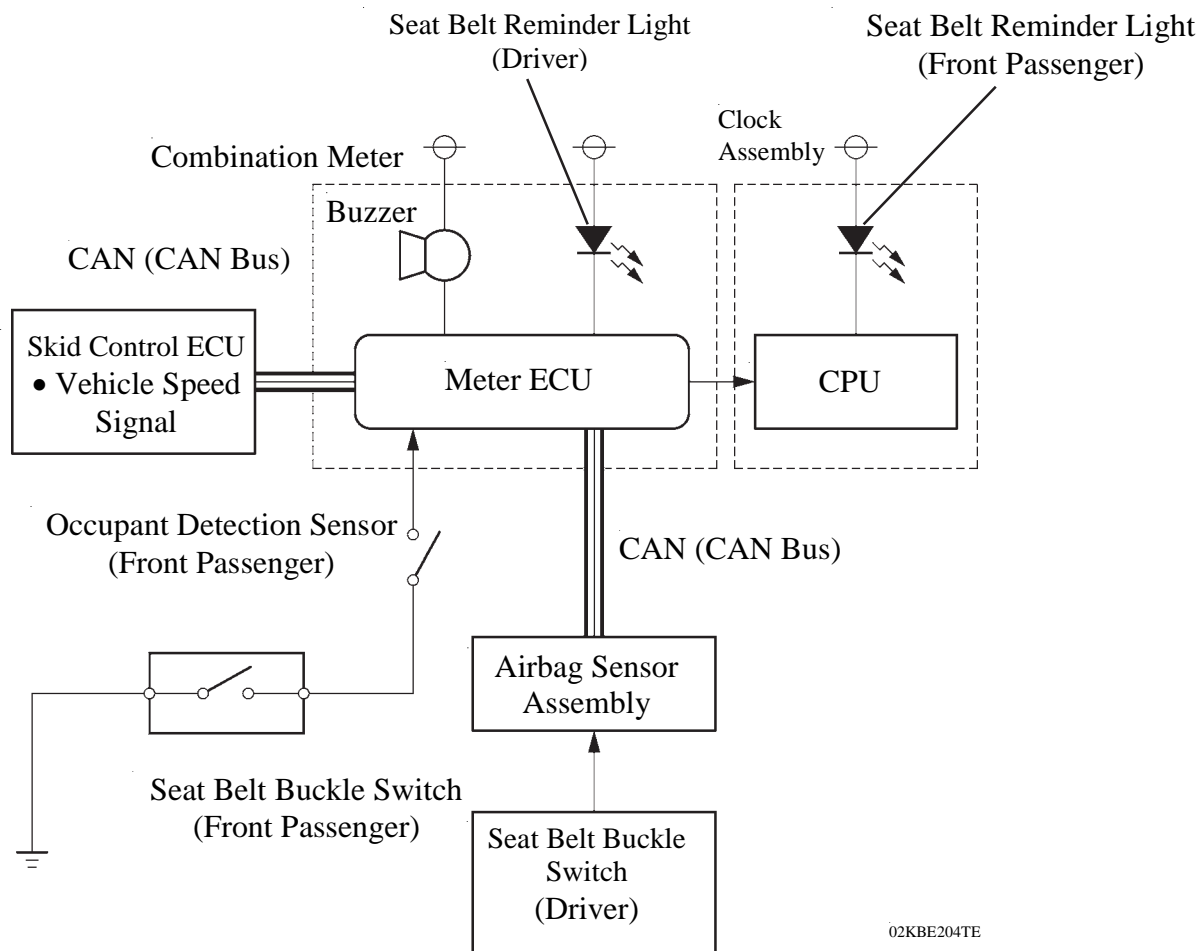 Seat Belt Reminder Light
(Driver)
Seat Belt Reminder Light
(Front Passenger)
Clock
Assembly
Combination Meter
Buzzer
CAN (CAN Bus)
Skid Control ECU
• Vehicle Speed
Signal
Meter ECU
CPU
Occupant Detection Sensor
(Front Passenger)
CAN (CAN Bus)
Airbag Sensor
Assembly
Seat Belt Buckle Switch
(Front Passenger)
Seat Belt Buckle
Switch
(Driver)
02KBE204TE